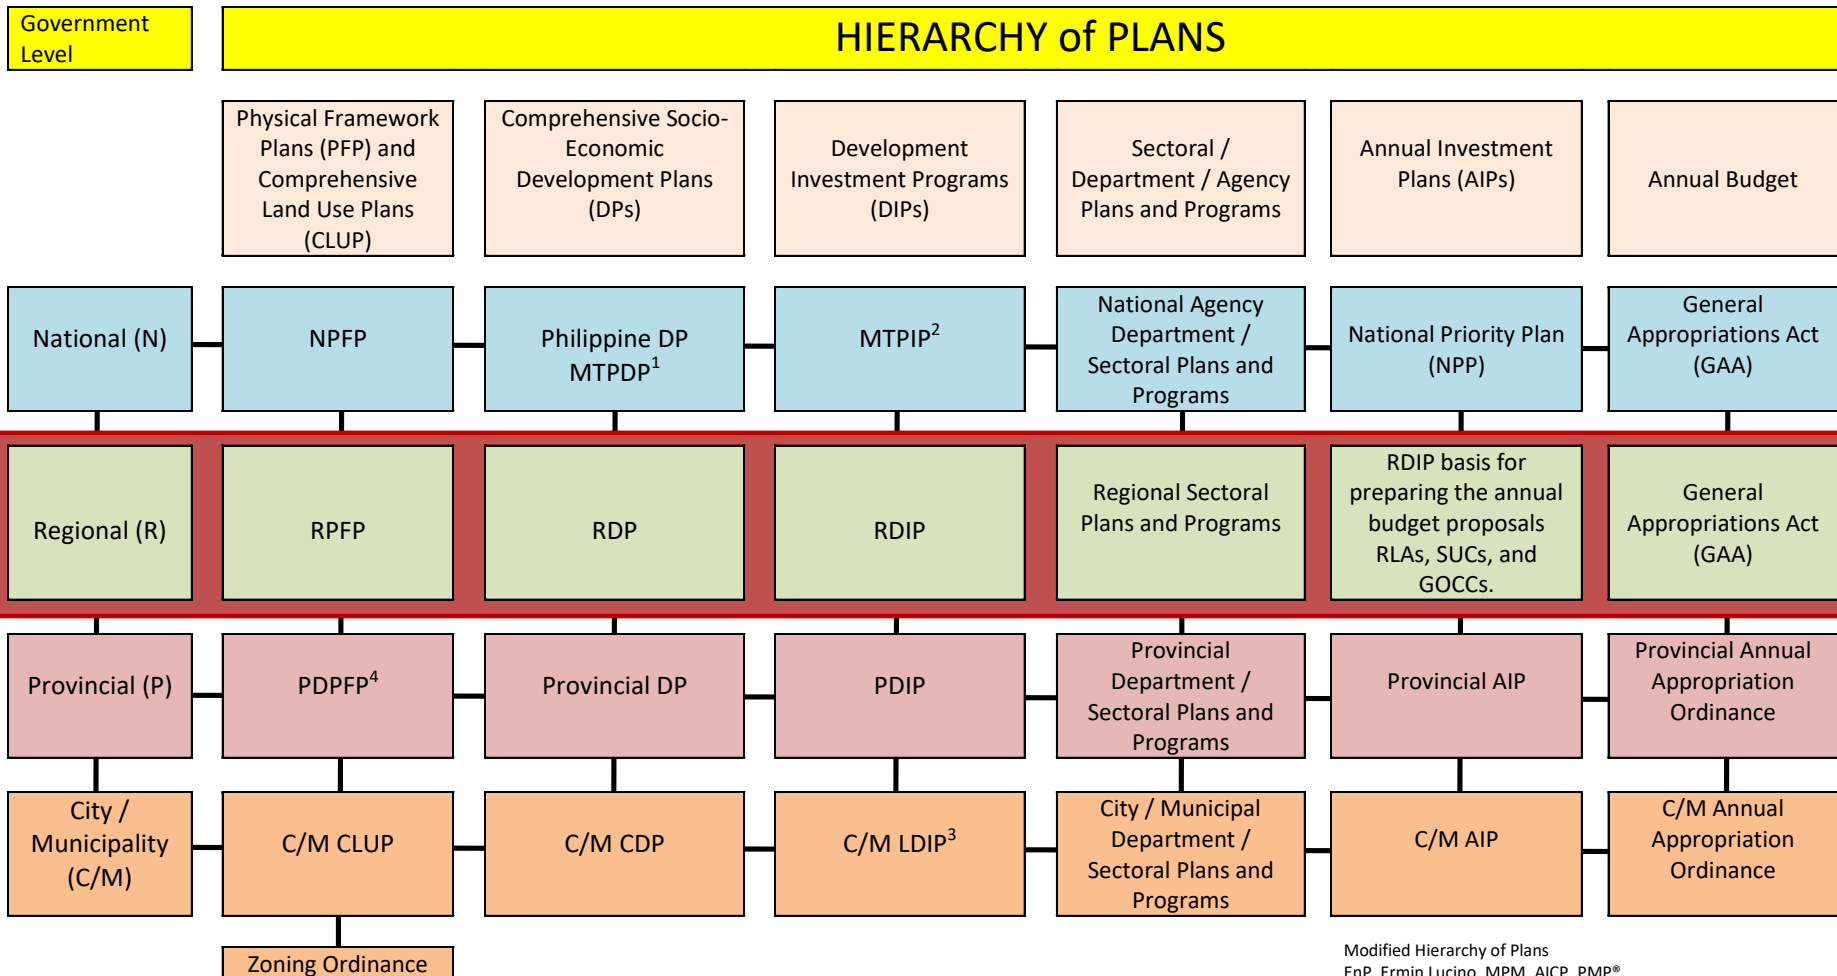 Government
Level
HIERARCHY of PLANS
Physical Framework
Plans (PFP) and
Comprehensive
Land Use Plans
(CLUP)
Comprehensive Socio-
Economic
Development Plans
(DPs)
Development
Investment Programs
(DIPs)
Sectoral /
Department / Agency
Plans and Programs
Annual Investment
Plans (AIPs)
Annual Budget
National (N)
NPFP
Philippine DP
MTPDP¹
MTPIP²
National Agency
Department /
Sectoral Plans and
Programs
National Priority Plan
(NPP)
General
Appropriations Act
(GAA)
Regional (R)
RPFP
RDP
RDIP
Regional Sectoral
Plans and Programs
RDIP basis for
preparing the annual
budget proposals
RLAs, SUCs, and
GOCCs.
General
Appropriations Act
(GAA)
Provincial (P)
PDPFP⁴
Provincial DP
PDIP
Provincial
Department /
Sectoral Plans and
Programs
Provincial AIP
Provincial Annual
Appropriation
Ordinance
City /
Municipality
(C/M)
C/M CLUP
C/M CDP
C/M LDIP³
City / Municipal
Department /
Sectoral Plans and
Programs
C/M AIP
C/M Annual
Appropriation
Ordinance
Zoning Ordinance
Modified Hierarchy of Plans
EnP. Ermin Lucino, MPM, AICP, PMP®